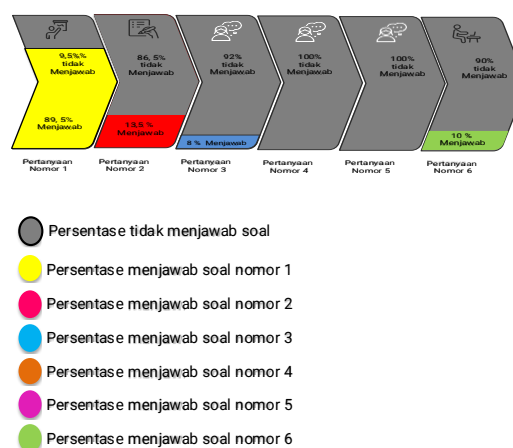 9,5%%
tidak
Menjawab
89, 5%
Menjawab
86, 5%
tidak
Menjawab
13,5 %
Menjawab
92%
tidak
Menjawab
8 % Menjawab
100%
tidak
Menjawab
100%
tidak
Menjawab
90%
tidak
Menjawab
10 %
Menjawab
Pertanyaan
Nomor 1
Pertanyaan
Nomor 2
Pertanyaan
Nomor 3
Pertanyaan
Nomor 4
Pertanyaan
Nomor 5
Pertanyaan
Nomor 6
Persentase tidak menjawab soal
Persentase menjawab soal nomor 1
Persentase menjawab soal nomor 2
Persentase menjawab soal nomor 3
Persentase menjawab soal nomor 4
Persentase menjawab soal nomor 5
Persentase menjawab soal nomor 6